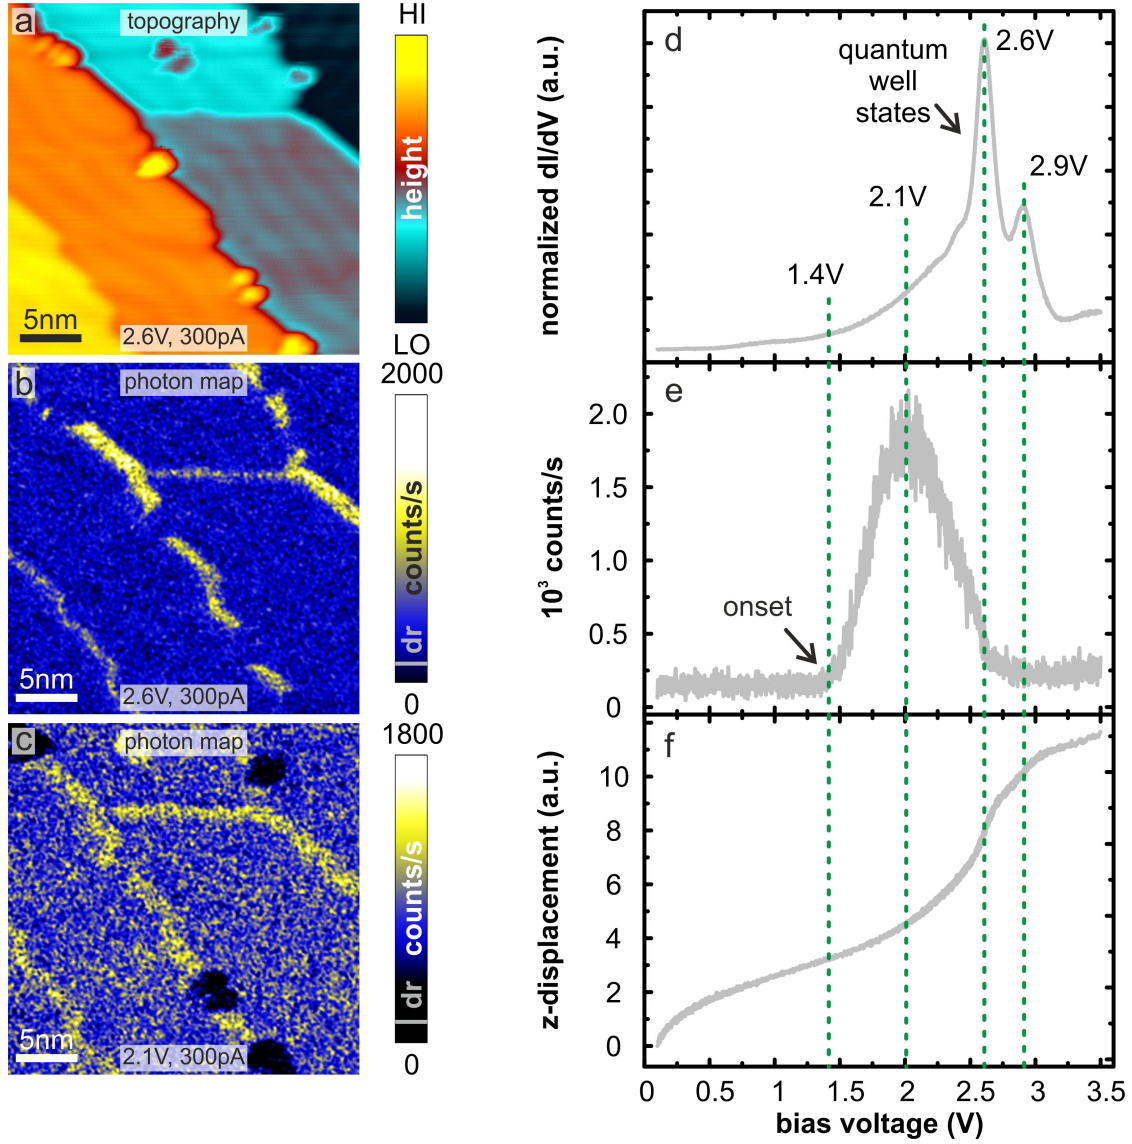 a
topography
5nm
2.6V, 300pA
HI
height
LO
b
photon map
5nm
2.6V, 300pA
2000
dr counts/s
0
c
photon map
5nm
2.1V, 300pA
1800
dr counts/s
0
d
normalized dI/dV (a.u.)
quantum
well
states
2.6V
2.9V
2.1V
1.4V
e
10³ counts/s
2.0
1.5
1.0
0.5
0
onset
f
z-displacement (a.u.)
10
8
6
4
2
0
0 0.5 1 1.5 2 2.5 3 3.5
bias voltage (V)